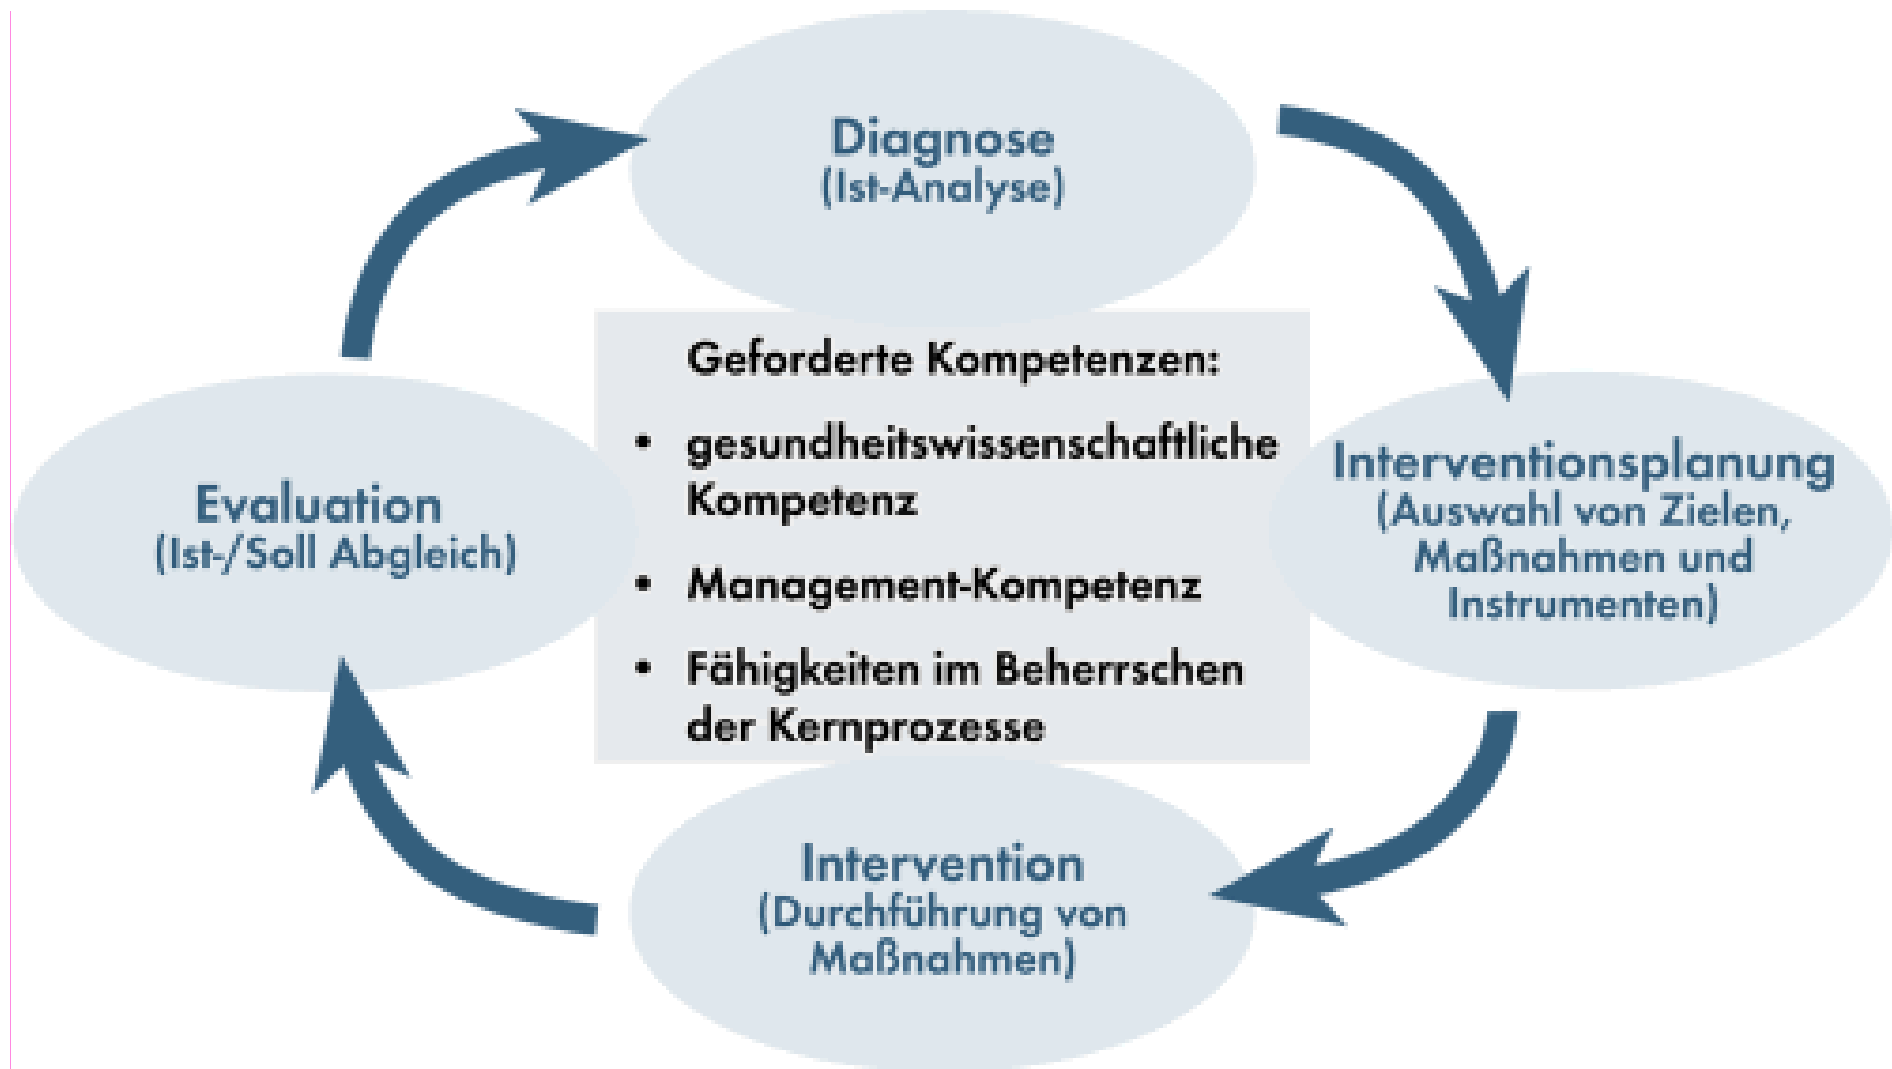 Diagnose
(Ist-Analyse)
Geforderte Kompetenzen:
• gesundheitswissenschaftliche
Kompetenz
• Management-Kompetenz
• Fähigkeiten im Beherrschen
der Kernprozesse
Interventionsplanung
(Auswahl von Zielen,
Maßnahmen und
Instrumenten)
Intervention
(Durchführung von
Maßnahmen)
Evaluation
(Ist-/Soll Abgleich)